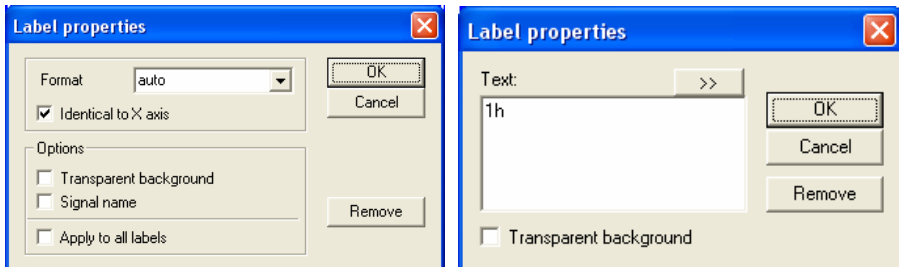 Label properties
Format auto
Identical to X axis
OK
Cancel
Options
Transparent background
Signal name
Apply to all labels
Remove
Label properties
Text:
>>
1h
OK
Cancel
Remove
Transparent background